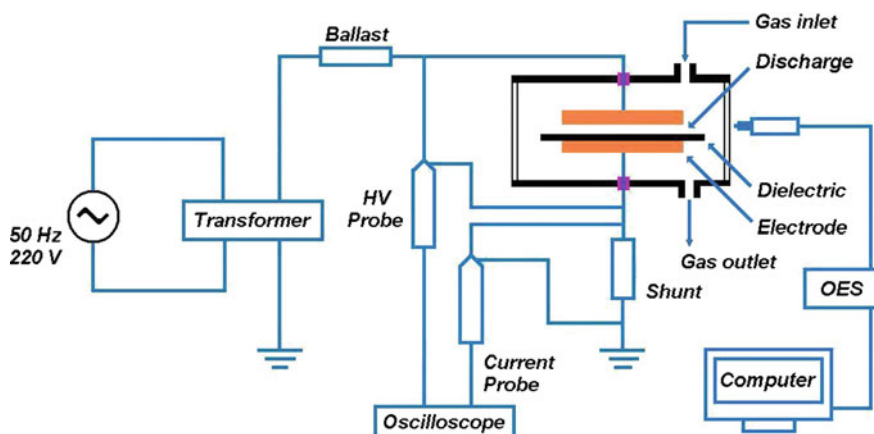 Ballast
Gas inlet
Discharge
50 Hz
220 V
Transformer
HV
Probe
Dielectric
Electrode
Gas outlet
Shunt
OES
Current
Probe
Computer
Oscilloscope